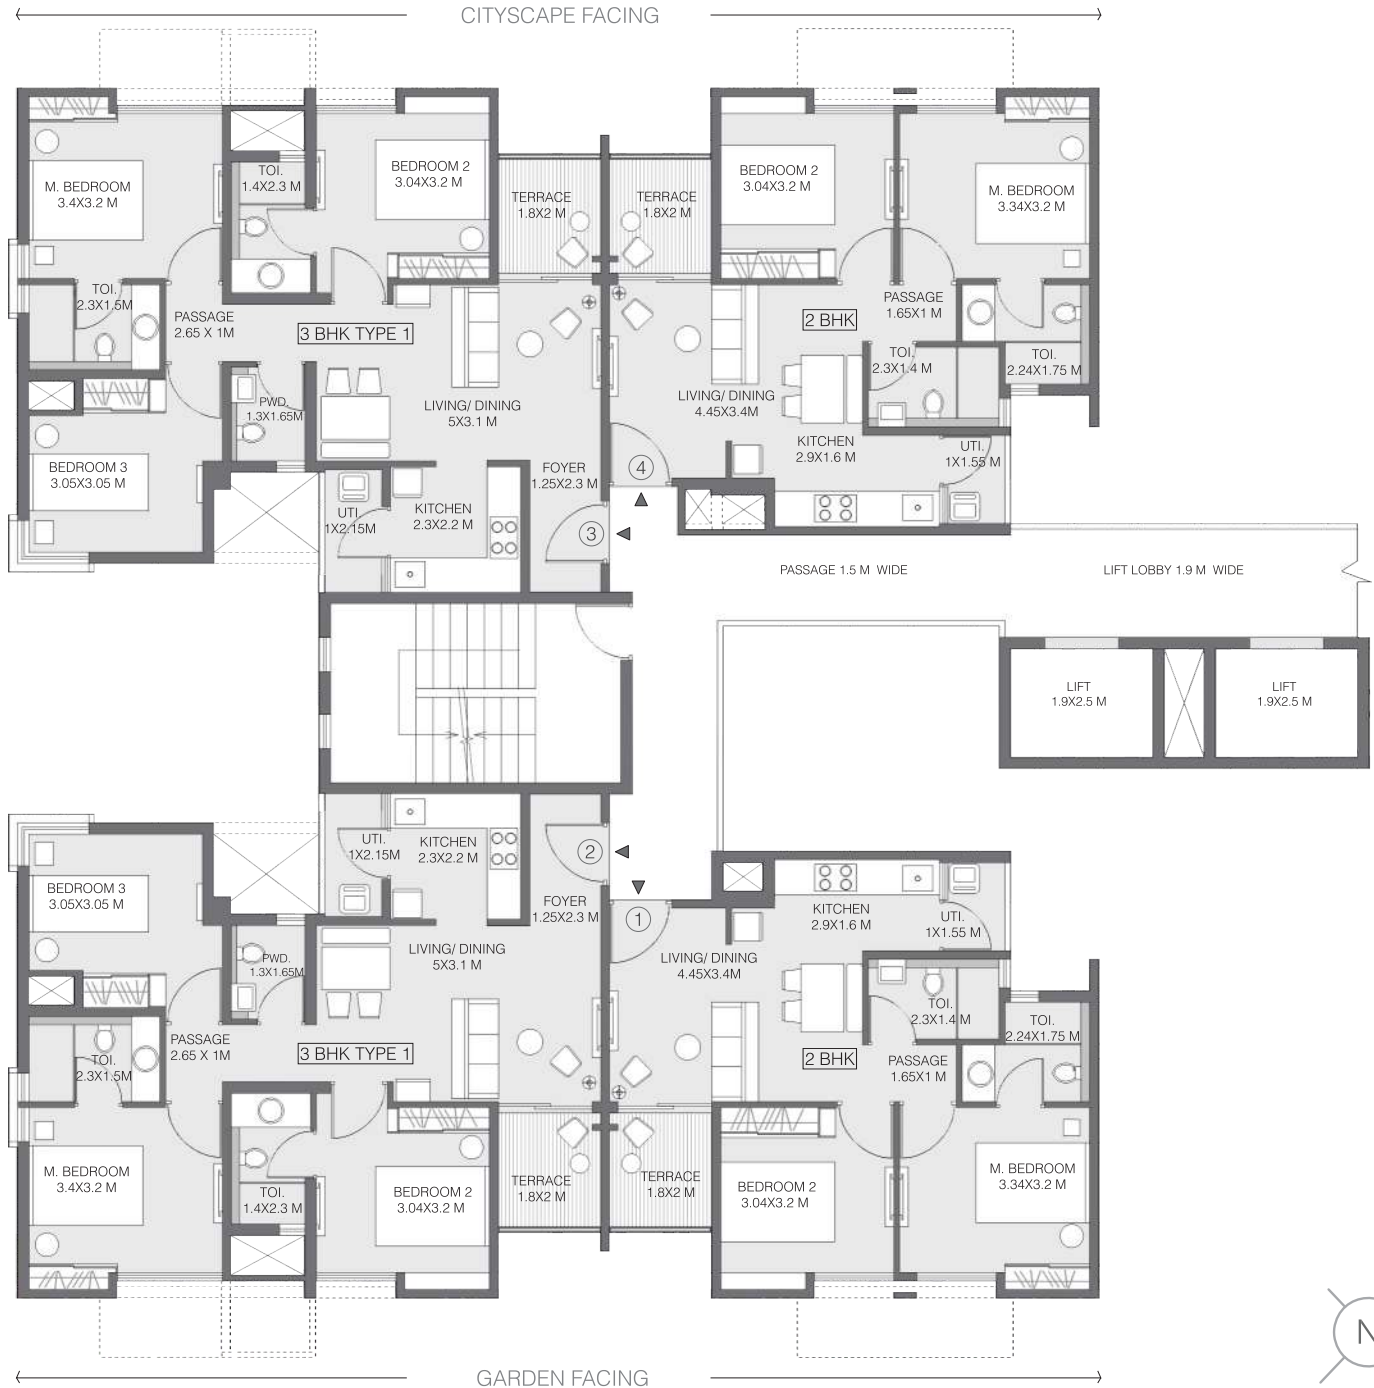 CITYSCAPE FACING
M. BEDROOM
3.4X3.2 M
TOI.
1.4X2.3 M
BEDROOM 2
3.04X3.2 M
TERRACE
1.8X2 M
TERRACE
1.8X2 M
BEDROOM 2
3.04X3.2 M
M. BEDROOM
3.34X3.2 M
TOI.
2.3X1.5M
PASSAGE
2.65 X 1M
3 BHK TYPE 1
2 BHK
PASSAGE
1.65X1 M
TOI.
2.3X1.4 M
TOI.
2.24X1.75 M
PWD.
1.3X1.65M
LIVING/ DINING
5X3.1 M
LIVING/ DINING
4.45X3.4M
KITCHEN
2.9X1.6 M
UTI.
1X1.55 M
BEDROOM 3
3.05X3.05 M
UTI.
1X2.15M
KITCHEN
2.3X2.2 M
FOYER
1.25X2.3 M
4
3
PASSAGE 1.5 M WIDE
LIFT LOBBY 1.9 M WIDE
LIFT
1.9X2.5 M
LIFT
1.9X2.5 M
UTI.
1X2.15M
KITCHEN
2.3X2.2 M
2
FOYER
1.25X2.3 M
1
BEDROOM 3
3.05X3.05 M
KITCHEN
2.9X1.6 M
UTI.
1X1.55 M
PWD.
1.3X1.65M
LIVING/ DINING
5X3.1 M
LIVING/ DINING
4.45X3.4M
TOI.
2.3X1.4 M
TOI.
2.24X1.75 M
PASSAGE
2.65 X 1M
TOI.
2.3X1.5M
3 BHK TYPE 1
2 BHK
PASSAGE
1.65X1 M
M. BEDROOM
3.4X3.2 M
TOI.
1.4X2.3 M
BEDROOM 2
3.04X3.2 M
TERRACE
1.8X2 M
TERRACE
1.8X2 M
BEDROOM 2
3.04X3.2 M
M. BEDROOM
3.34X3.2 M
N
GARDEN FACING